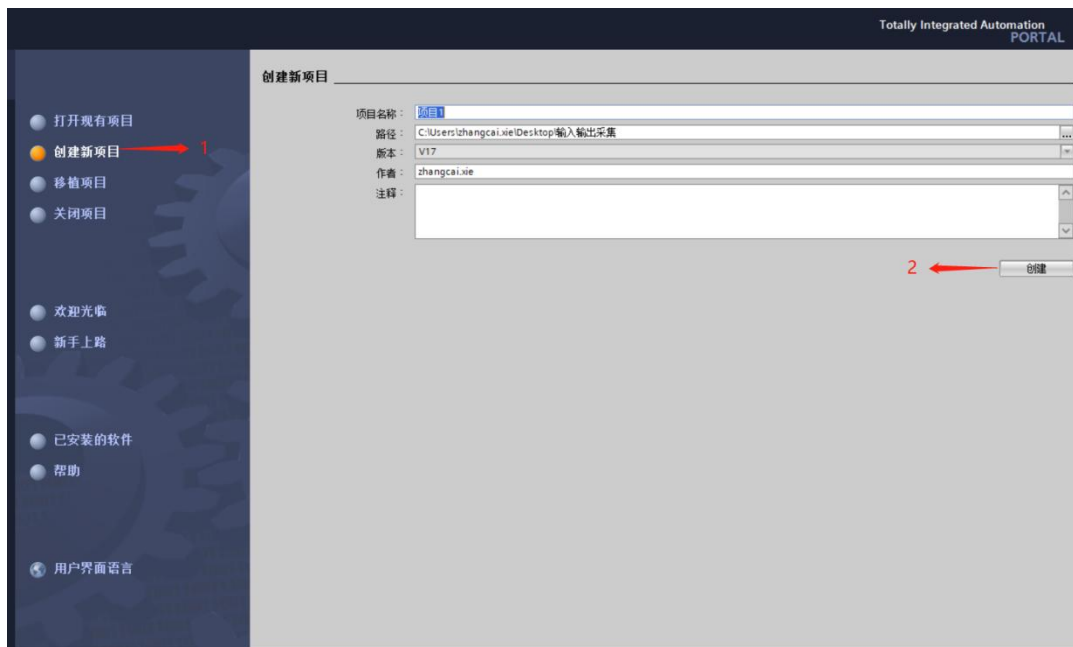 Totally Integrated Automation
PORTAL
创建新项目
打开现有项目
创建新项目
1
移植项目
关闭项目
欢迎光临
新手上路
已安装的软件
帮助
用户界面语言
项目名称：
项目1
路径：
C:\Users\zhangcai.xie\Desktop\输入输出采集
...
版本：
V17
作者：
zhangcai.xie
注释：
2
创建